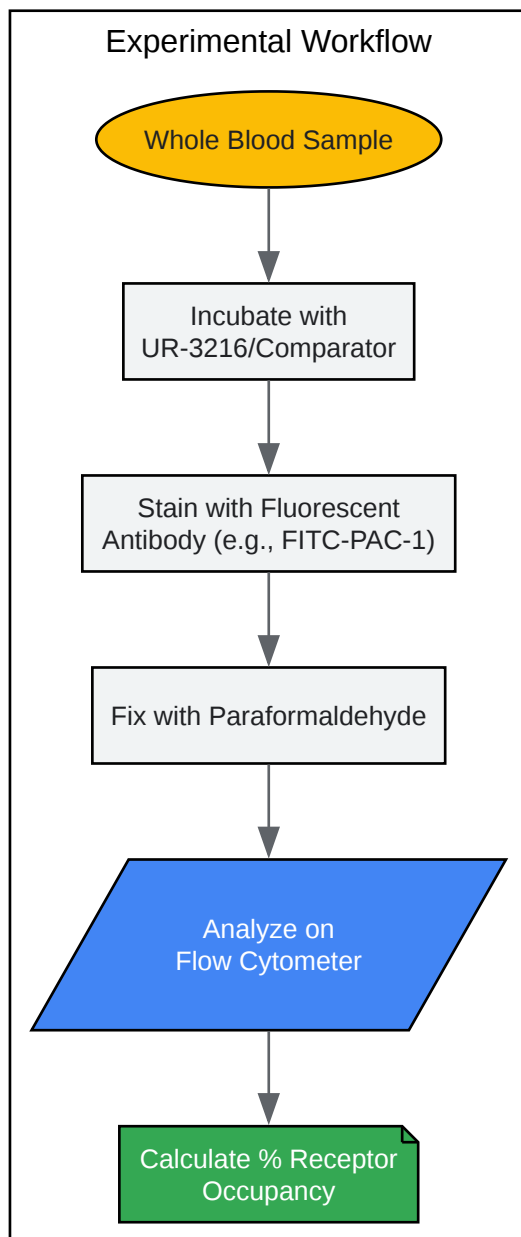 Experimental Workflow
Whole Blood Sample
Incubate with
UR-3216/Comparator
Stain with Fluorescent
Antibody (e.g., FITC-PAC-1)
Fix with Paraformaldehyde
Analyze on
Flow Cytometer
Calculate % Receptor
Occupancy